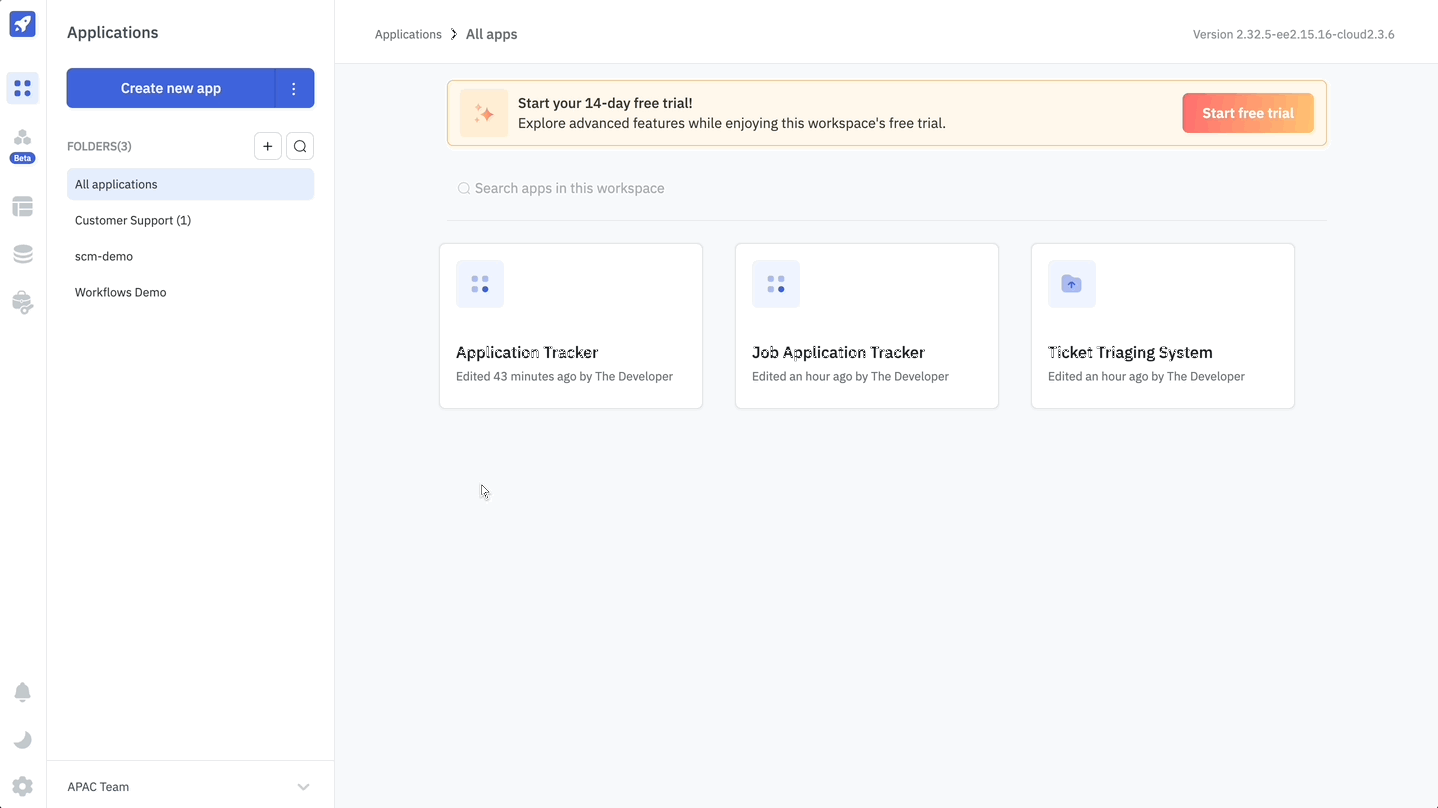 Applications
Create new app
Beta
FOLDERS(3)
All applications
Customer Support (1)
scm-demo
Workflows Demo
APAC Team
Applications
All apps
Version 2.32.5-ee2.15.16-cloud2.3.6
Start your 14-day free trial!
Explore advanced features while enjoying this workspace's free trial.
Start free trial
Search apps in this workspace
Application Tracker
Edited 43 minutes ago by The Developer
Job Application Tracker
Edited an hour ago by The Developer
Ticket Triaging System
Edited an hour ago by The Developer